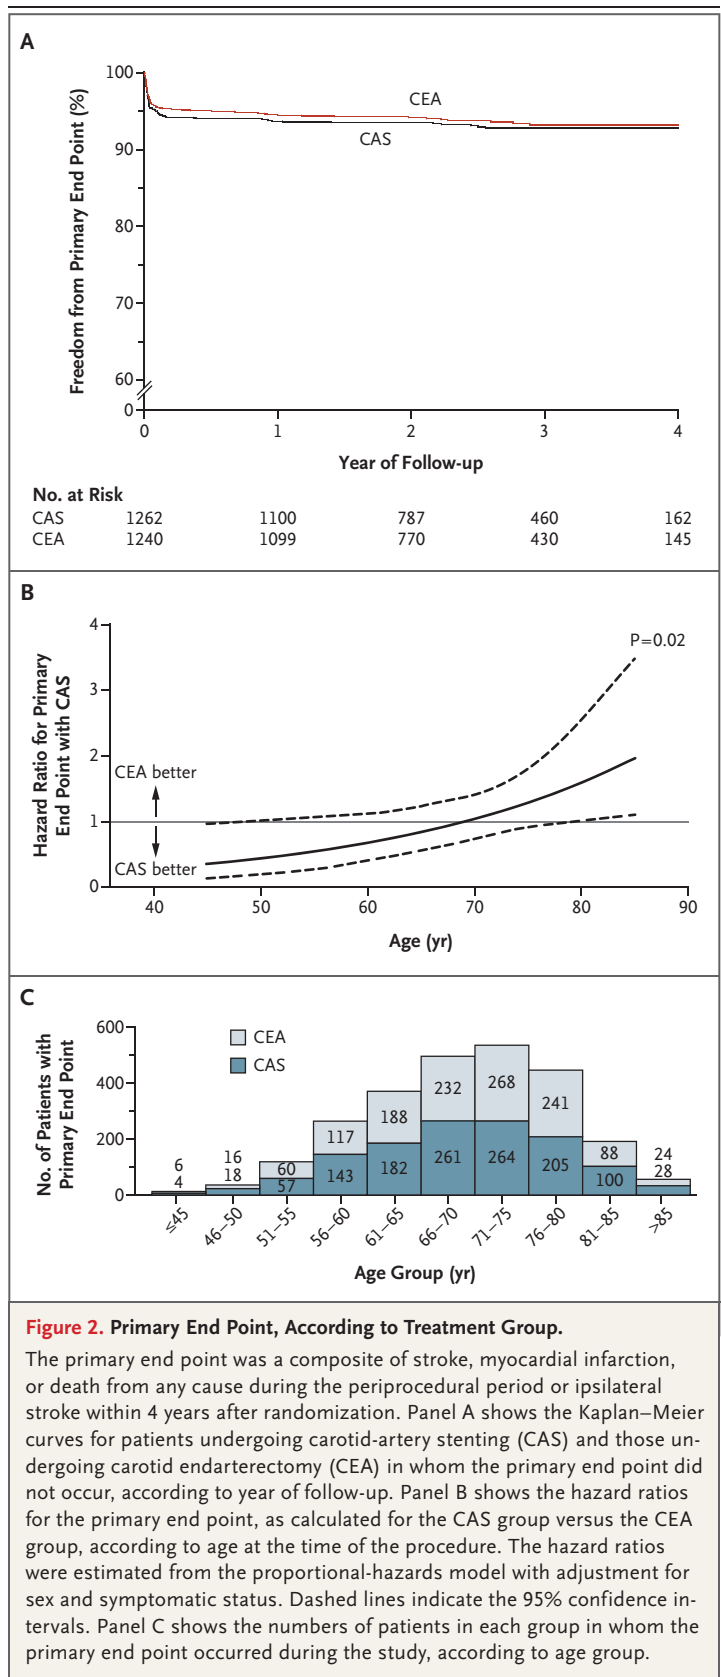 A
Freedom from Primary End Point (%)
100
90
80
70
60
0
CEA
CAS
0 1 2 3 4
Year of Follow-up
No. at Risk
CAS 1262 1100 787 460 162
CEA 1240 1099 770 430 145
B
Hazard Ratio for Primary
End Point with CAS
4
3
2
1
0
P=0.02
CEA better
CAS better
40 50 60 70 80 90
Age (yr)
C
No. of Patients with
Primary End Point
600
400
200
0
CEA
CAS
6 16 60 117 188 232 268 241 88 24
4 18 57 143 182 261 264 205 100 28
≤45 46–50 51–55 56–60 61–65 66–70 71–75 76–80 81–85 >85
Age Group (yr)
Figure 2. Primary End Point, According to Treatment Group.
The primary end point was a composite of stroke, myocardial infarction,
or death from any cause during the periprocedural period or ipsilateral
stroke within 4 years after randomization. Panel A shows the Kaplan–Meier
curves for patients undergoing carotid-artery stenting (CAS) and those un-
dergoing carotid endarterectomy (CEA) in whom the primary end point did
not occur, according to year of follow-up. Panel B shows the hazard ratios
for the primary end point, as calculated for the CAS group versus the CEA
group, according to age at the time of the procedure. The hazard ratios
were estimated from the proportional-hazards model with adjustment for
sex and symptomatic status. Dashed lines indicate the 95% confidence in-
tervals. Panel C shows the numbers of patients in each group in whom the
primary end point occurred during the study, according to age group.